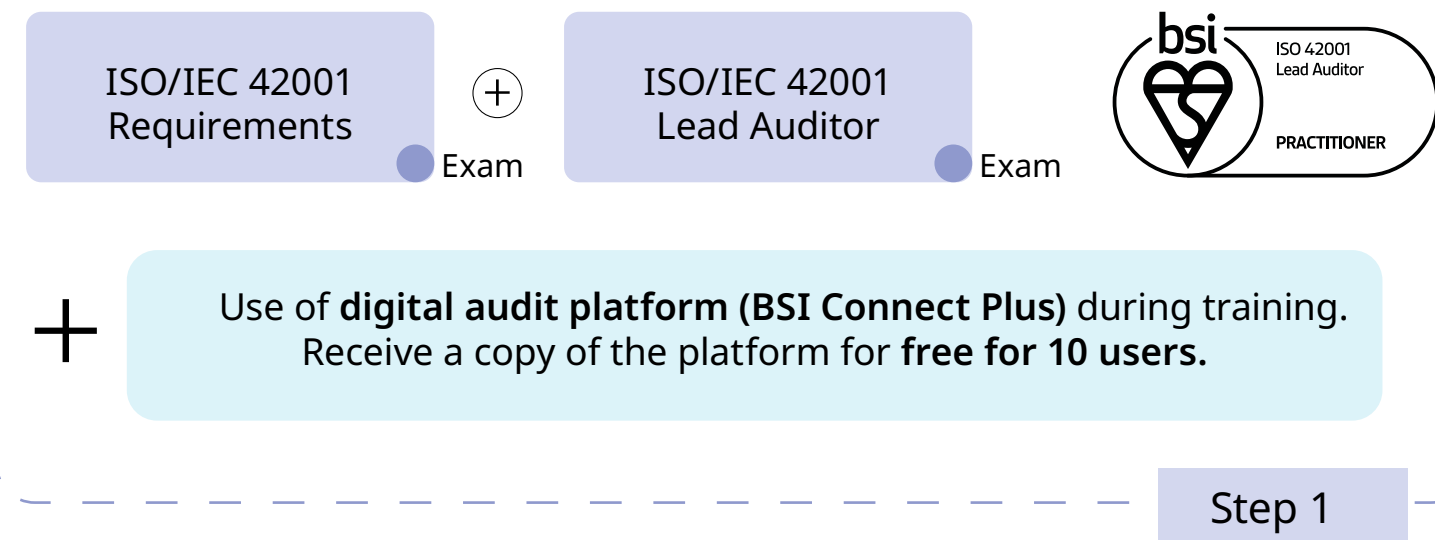 ISO/IEC 42001
Requirements
Exam
ISO/IEC 42001
Lead Auditor
Exam
bsi
ISO 42001
Lead Auditor
PRACTITIONER
Use of digital audit platform (BSI Connect Plus) during training.
Receive a copy of the platform for free for 10 users.
Step 1